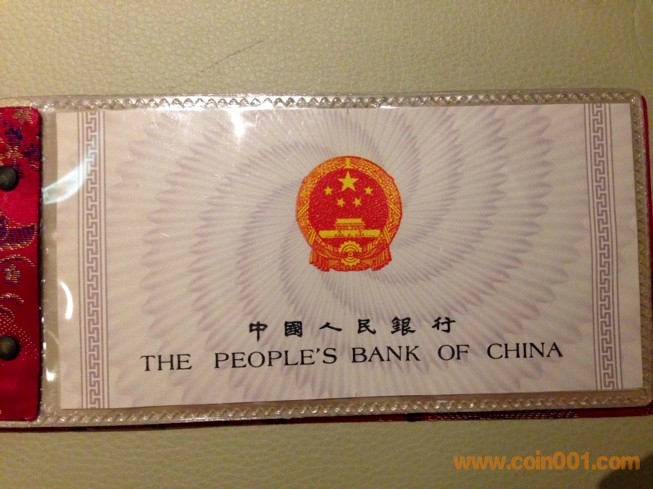 中國人民銀行
THE PEOPLE'S BANK OF CHINA
www.coin001.com